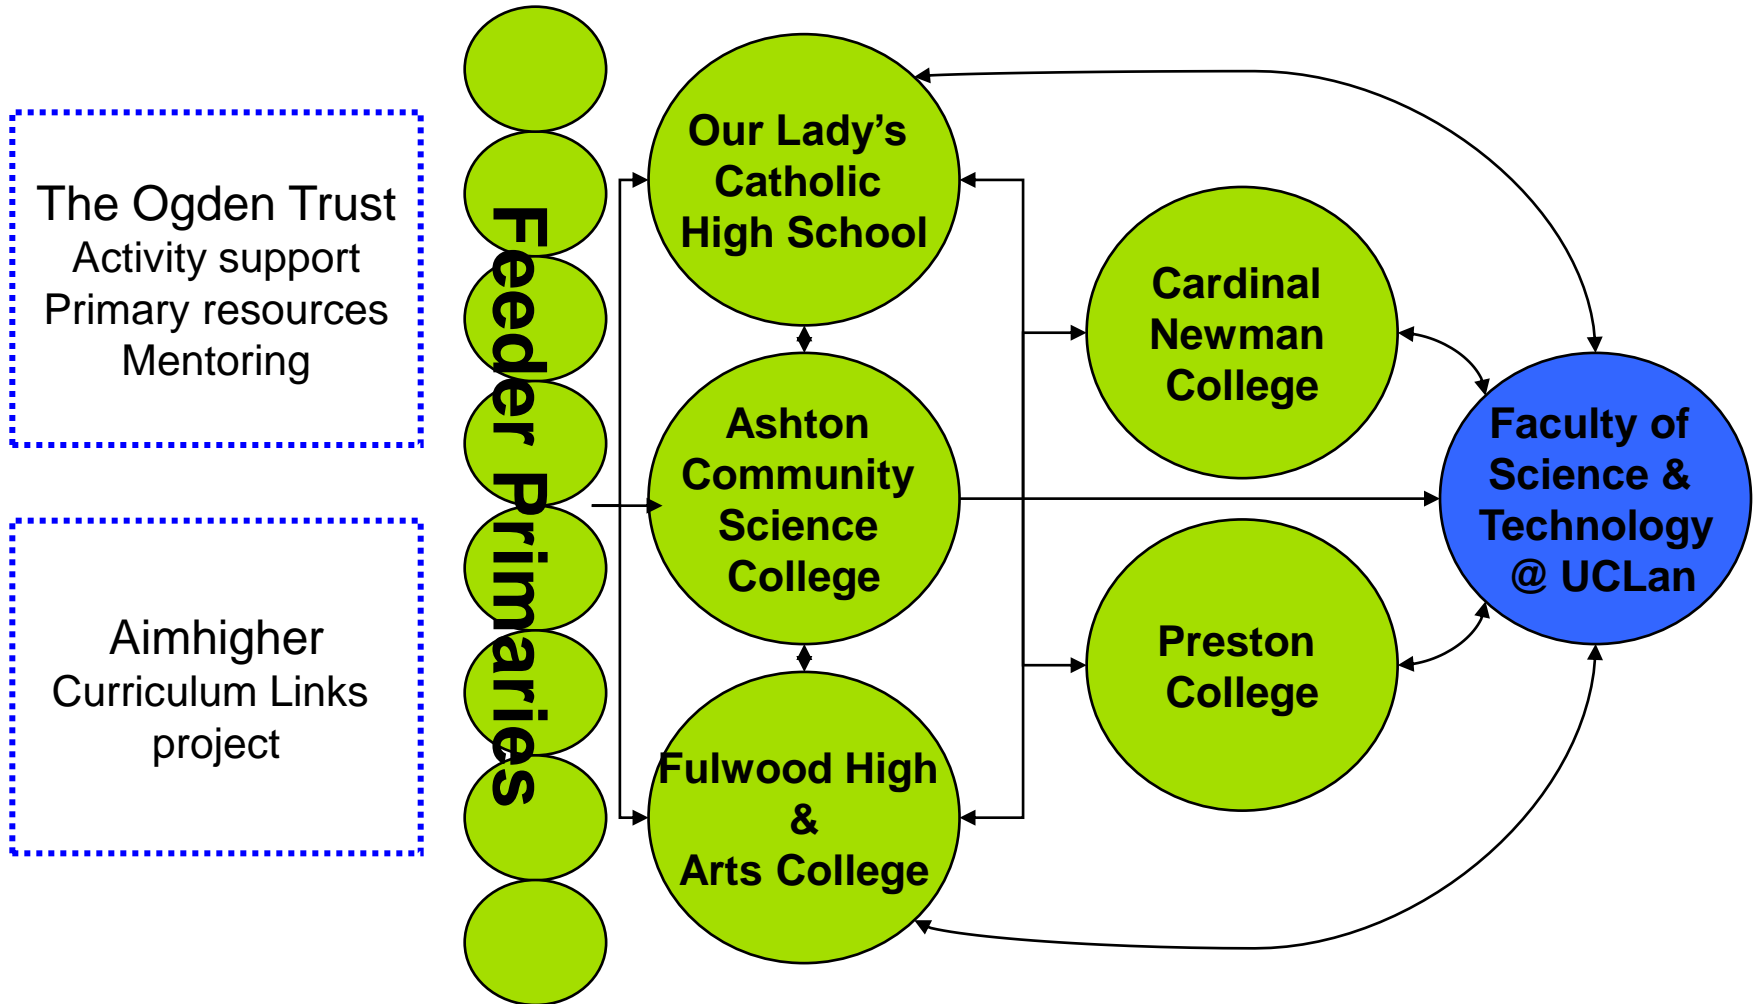 The Ogden Trust
Activity support
Primary resources
Mentoring
Aimhigher
Curriculum Links
project
Feeder Primaries
Our Lady’s
Catholic
High School
Ashton
Community
Science
College
Fulwood High
&
Arts College
Cardinal
Newman
College
Preston
College
Faculty of
Science &
Technology
@ UCLan